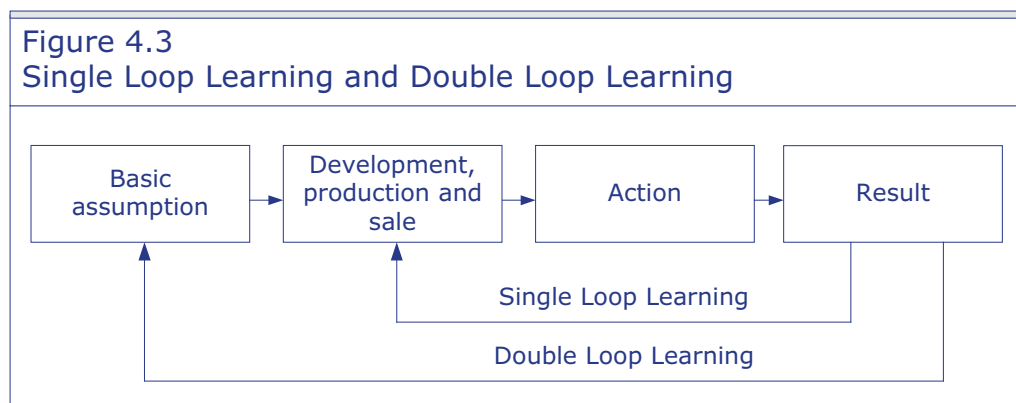 Figure 4.3
Single Loop Learning and Double Loop Learning
Basic
assumption
Development,
production and
sale
Action
Result
Single Loop Learning
Double Loop Learning